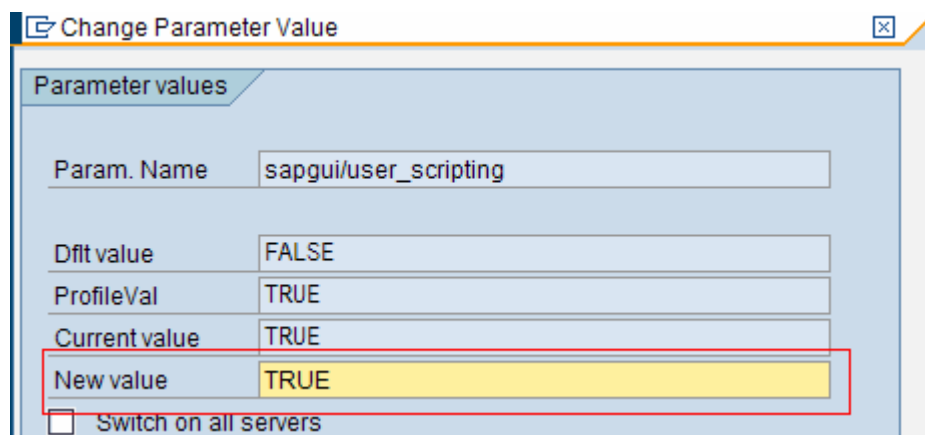 Change Parameter Value
Parameter values
Param. Name sapgui/user_scripting
Dflt value FALSE
ProfileVal TRUE
Current value TRUE
New value TRUE
Switch on all servers